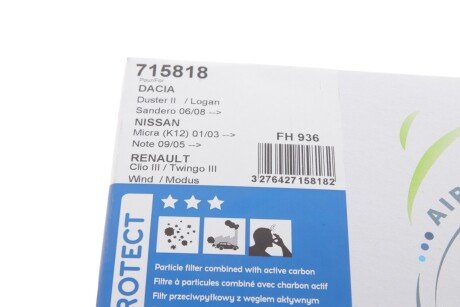 715818
Pour/For
DACIA
Duster II / Logan
Sandero 06/08 -->
NISSAN
Micra (K12) 01/03 -->
Note 09/05 -->
RENAULT
Clio III / Twingo III
Wind / Modus
FH 936
3 276427 158182
ROTECT
Particle filter combined with active carbon
Filtre à particules combiné avec charbon actif
Filtr przeciwpyłkowy z węglem aktywnym
AIR